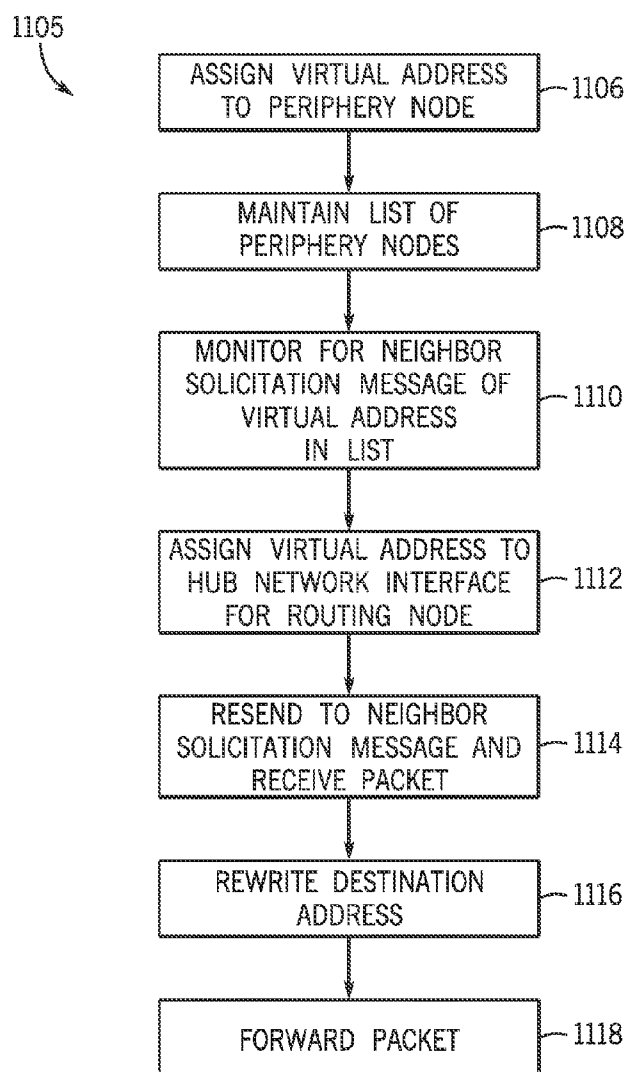 1105
ASSIGN VIRTUAL ADDRESS
TO PERIPHERY NODE
1106
MAINTAIN LIST OF
PERIPHERY NODES
1108
MONITOR FOR NEIGHBOR
SOLICITATION MESSAGE OF
VIRTUAL ADDRESS
IN LIST
1110
ASSIGN VIRTUAL ADDRESS TO
HUB NETWORK INTERFACE
FOR ROUTING NODE
1112
RESEND TO NEIGHBOR
SOLICITATION MESSAGE AND
RECEIVE PACKET
1114
REWRITE DESTINATION
ADDRESS
1116
FORWARD PACKET
1118